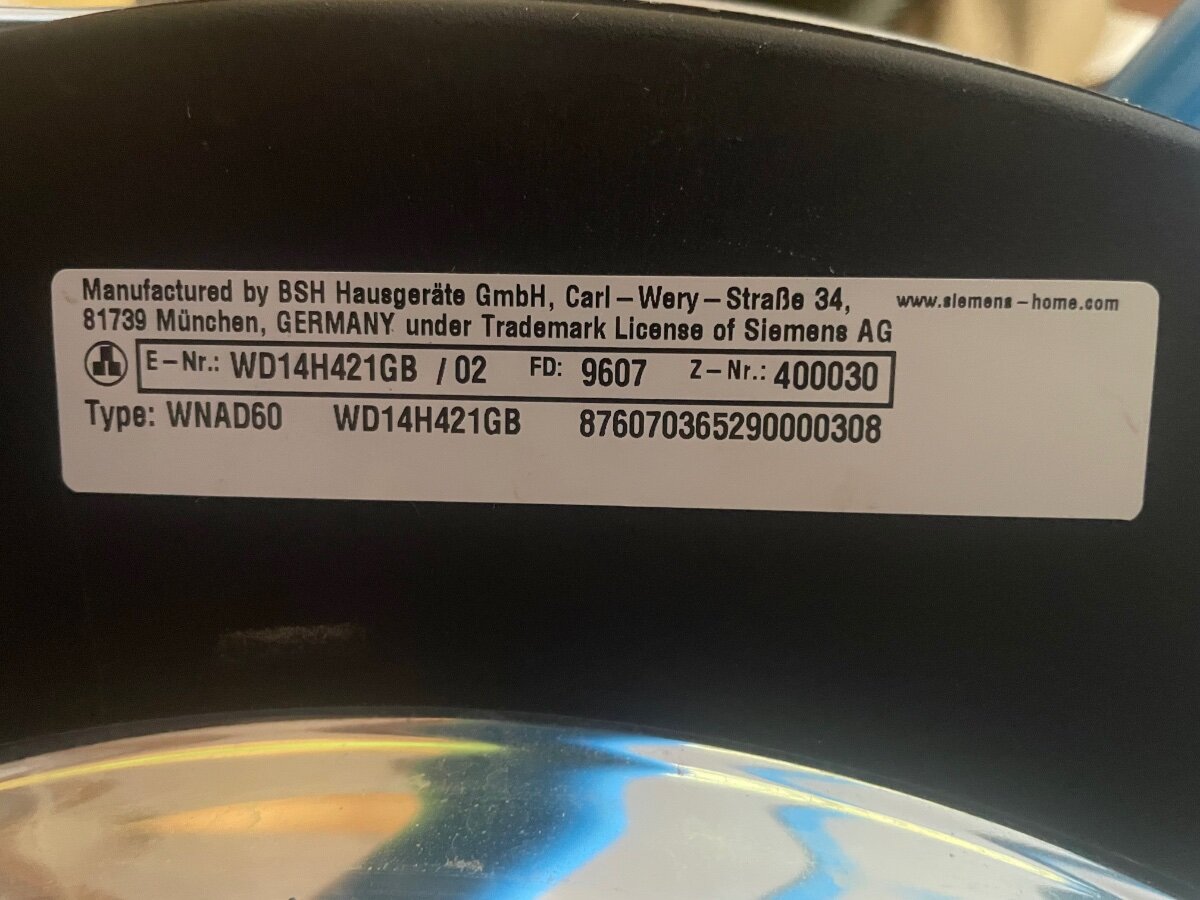 Manufactured by BSH Hausgeräte GmbH, Carl-Wery-Straße 34, www.siemens-home.com
81739 München, GERMANY under Trademark License of Siemens AG
E-Nr.: WD14H421GB /02 FD: 9607 Z-Nr.: 400030
Type: WNAD60 WD14H421GB 876070365290000308